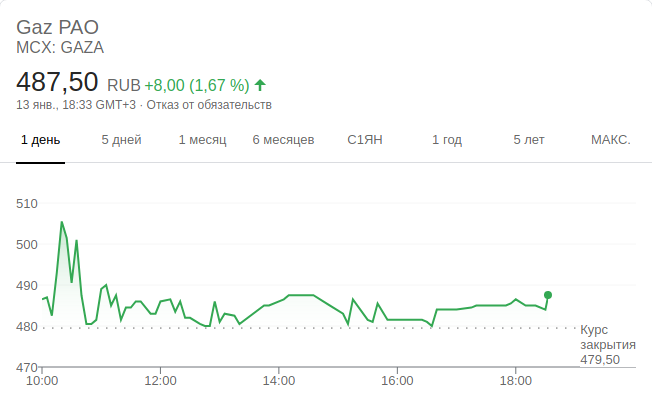 Gaz PAO
MCX: GAZA
487,50 RUB +8,00 (1,67 %)
13 янв., 18:33 GMT+3 · Отказ от обязательств
1 день 5 дней 1 месяц 6 месяцев С1ЯН 1 год 5 лет МАКС.
510
500
490
480
470
Курс
закрытия
479,50
10:00 12:00 14:00 16:00 18:00